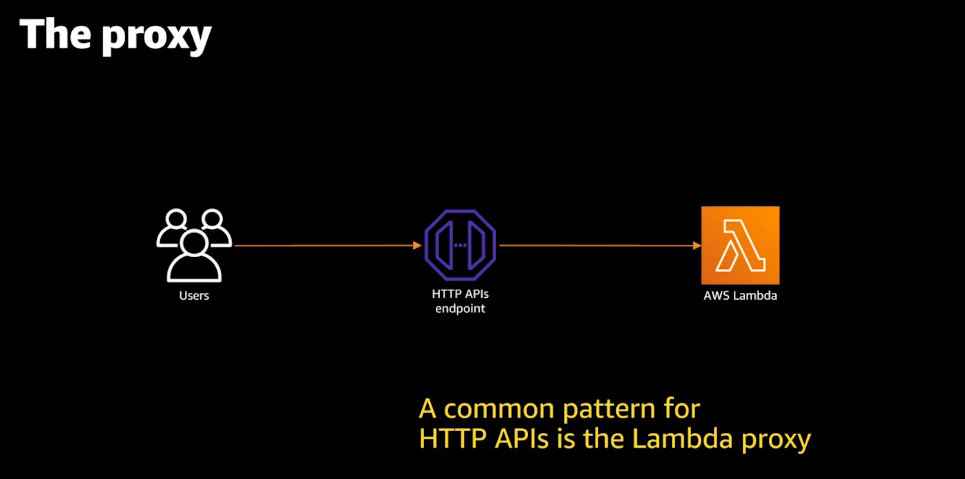 The proxy
Users
HTTP APIs
endpoint
AWS Lambda
A common pattern for
HTTP APIs is the Lambda proxy